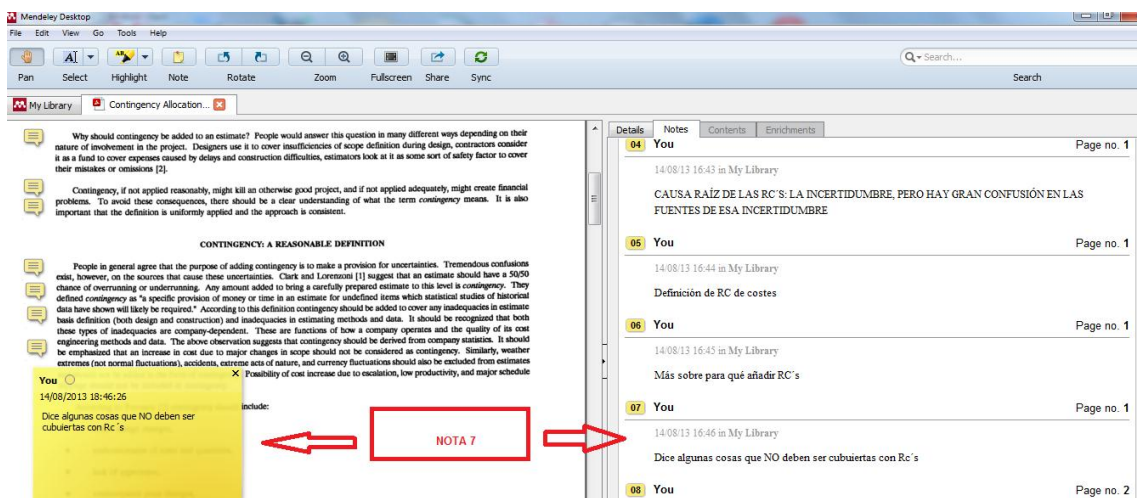 Mendeley Desktop
File Edit View Go Tools Help
Search...
Pan Select Highlight Note Rotate Zoom Fullscreen Share Sync Search
My Library Contingency Allocation...
Why should contingency be added to an estimate? People would answer this question in many different ways depending on their
nature of involvement in the project. Designers use it to cover insufficiencies of scope definition during design, contractors consider
it as a fund to cover expenses caused by delays and construction difficulties, estimators look at it as some sort of safety factor to cover
their mistakes or omissions [2].
Contingency, if not applied reasonably, might kill an otherwise good project, and if not applied adequately, might create financial
problems. To avoid these consequences, there should be a clear understanding of what the term contingency means. It is also
important that the definition is uniformly applied and the approach is consistent.
CONTINGENCY: A REASONABLE DEFINITION
People in general agree that the purpose of adding contingency is to make a provision for uncertainties. Tremendous confusions
exist, however, on the sources that cause these uncertainties. Clark and Lorenzoni [1] suggest that an estimate should have a 50/50
chance of overrunning or underrunning. Any amount added to bring a carefully prepared estimate to this level is contingency. They
defined contingency as "a specific provision of money or time in an estimate for undefined items which statistical studies of historical
data have shown will likely be required." According to this definition contingency should be added to cover any inadequacies in estimate
basis definition (both design and construction) and inadequacies in estimating methods and data. It should be recognized that both
these types of inadequacies are company-dependent. These are functions of how a company operates and the quality of its cost
engineering methods and data. The above observation suggests that contingency should be derived from company statistics. It should
be emphasized that an increase in cost due to major changes in scope should not be considered as contingency. Similarly, weather
extremes (not normal fluctuations), accidents, extreme acts of nature, and currency fluctuations should also be excluded from estimates
Possibility of cost increase due to escalation, low productivity, and major schedule
include:
You
14/08/2013 18:46:26
Dice algunas cosas que NO deben ser
cubuiertas con Rc´s
NOTA 7
Details Notes Contents Enrichments
04 You Page no. 1
14/08/13 16:43 in My Library
CAUSA RAÍZ DE LAS RC´S: LA INCERTIDUMBRE, PERO HAY GRAN CONFUSIÓN EN LAS
FUENTES DE ESA INCERTIDUMBRE
05 You Page no. 1
14/08/13 16:44 in My Library
Definición de RC de costes
06 You Page no. 1
14/08/13 16:45 in My Library
Más sobre para qué añadir RC´s
07 You Page no. 1
14/08/13 16:46 in My Library
Dice algunas cosas que NO deben ser cubuiertas con Rc´s
08 You Page no. 2